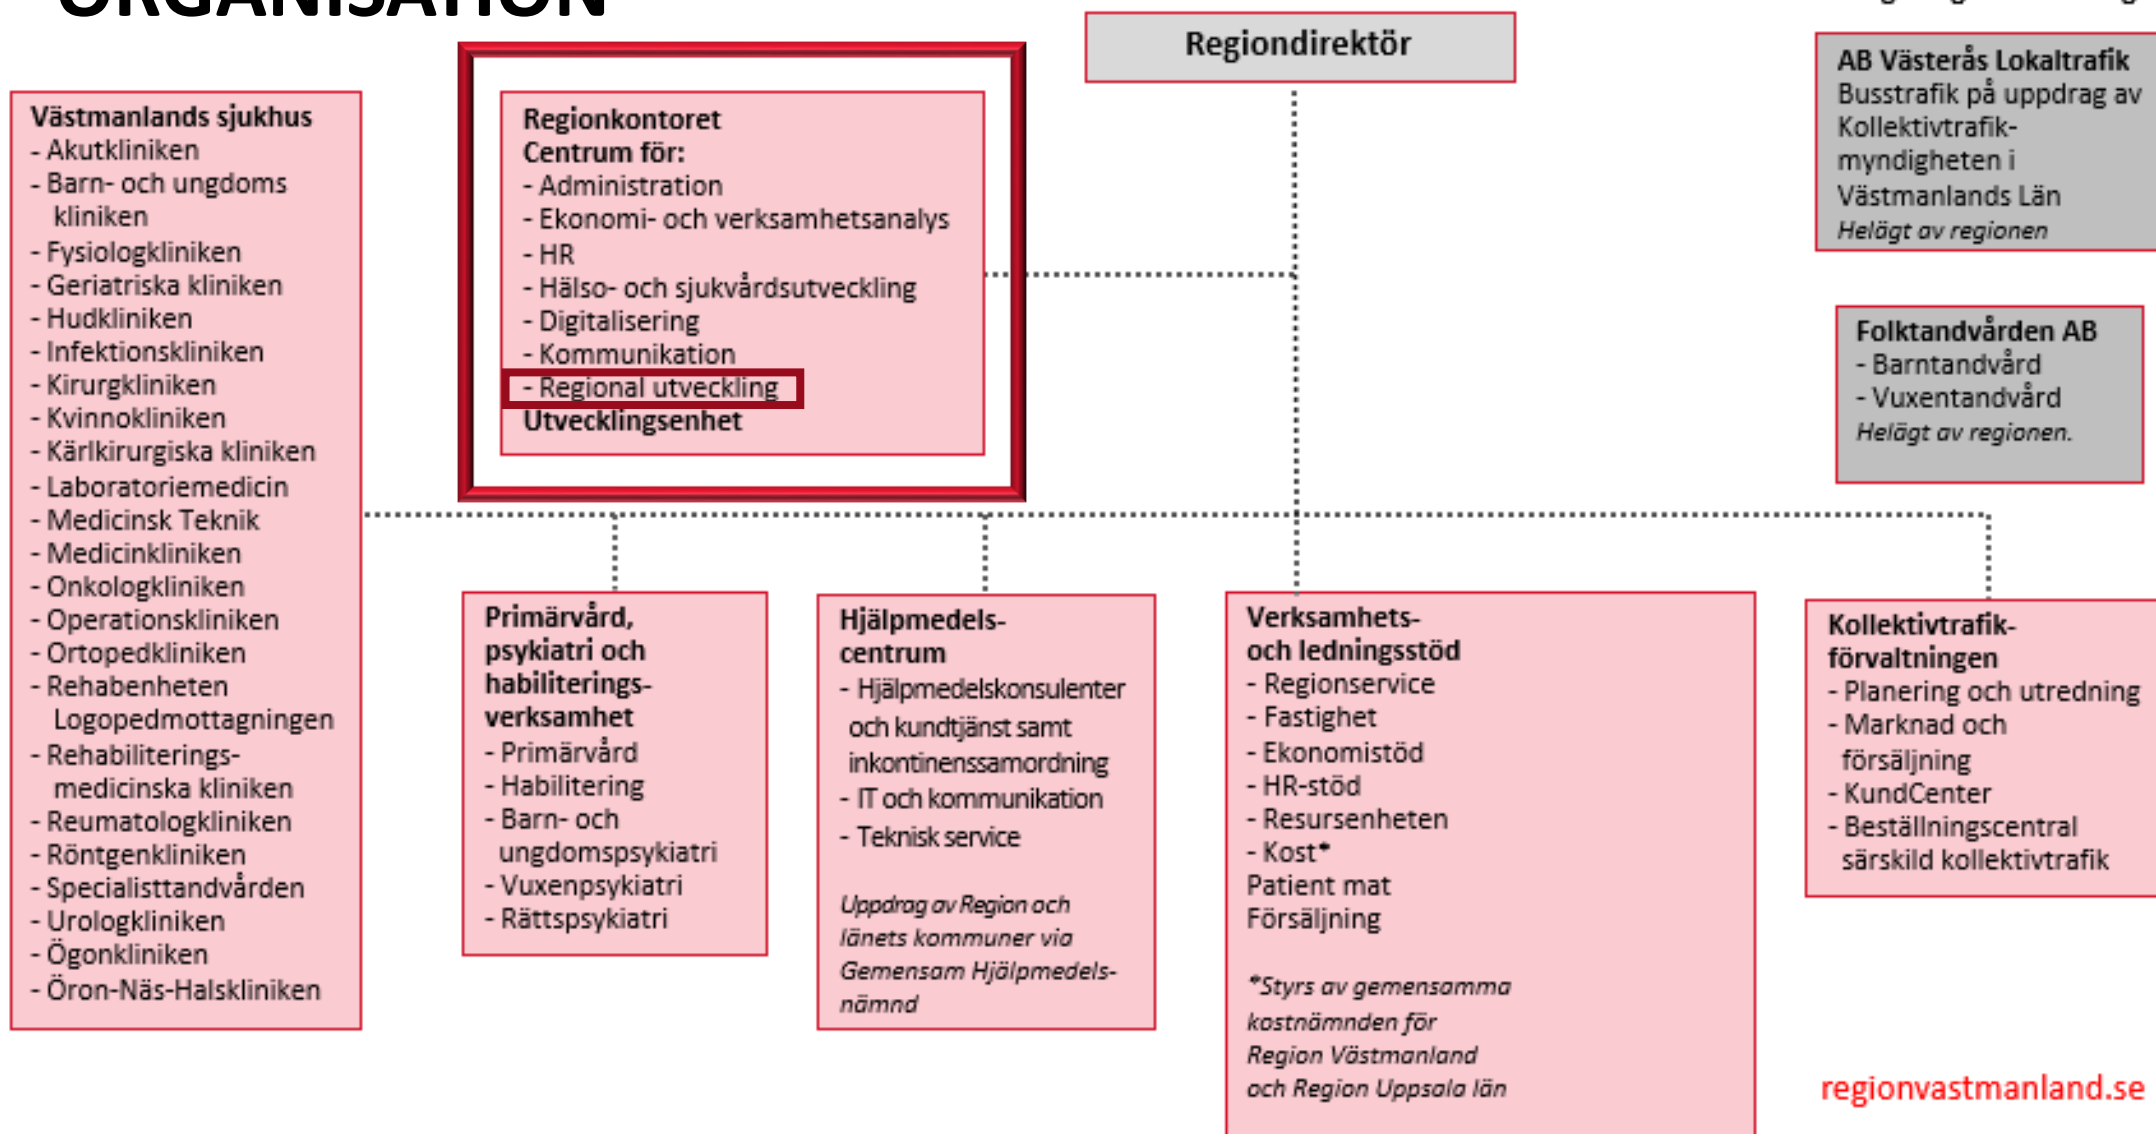 ORGANISATION
Regiondirektör
Västmanlands sjukhus
- Akutkliniken
- Barn- och ungdoms
kliniken
- Fysiologkliniken
- Geriatriska kliniken
- Hudkliniken
- Infektionskliniken
- Kirurgkliniken
- Kvinnokliniken
- Kärlkirurgiska kliniken
- Laboratoriemedicin
- Medicinsk Teknik
- Medicinkliniken
- Onkologkliniken
- Operationskliniken
- Ortopedkliniken
- Rehabenheten
Logopedmottagningen
- Rehabiliterings-
medicinska kliniken
- Reumatologkliniken
- Röntgenkliniken
- Specialisttandvården
- Urologkliniken
- Ögonkliniken
- Öron-Näs-Halskliniken
Regionkontoret
Centrum för:
- Administration
- Ekonomi- och verksamhetsanalys
- HR
- Hälso- och sjukvårdsutveckling
- Digitalisering
- Kommunikation
- Regional utveckling
Utvecklingsenhet
AB Västerås Lokaltrafik
Busstrafik på uppdrag av
Kollektivtrafik-
myndigheten i
Västmanlands Län
Helägt av regionen
Folktandvården AB
- Barntandvård
- Vuxentandvård
Helägt av regionen.
Primärvård,
psykiatri och
habiliterings-
verksamhet
- Primärvård
- Habilitering
- Barn- och
ungdomspsykiatri
- Vuxenpsykiatri
- Rättspsykiatri
Hjälpmedels-
centrum
- Hjälpmedelskonsulenter
och kundtjänst samt
inkontinenssamordning
- IT och kommunikation
- Teknisk service
Uppdrag av Region och
länets kommuner via
Gemensam Hjälpmedels-
nämnd
Verksamhets-
och ledningsstöd
- Regionservice
- Fastighet
- Ekonomistöd
- HR-stöd
- Resursenheten
- Kost*
Patient mat
Försäljning
*Styrs av gemensamma
kostnämnden för
Region Västmanland
och Region Uppsala län
Kollektivtrafik-
förvaltningen
- Planering och utredning
- Marknad och
försäljning
- KundCenter
- Beställningscentral
särskild kollektivtrafik
regionvastmanland.se